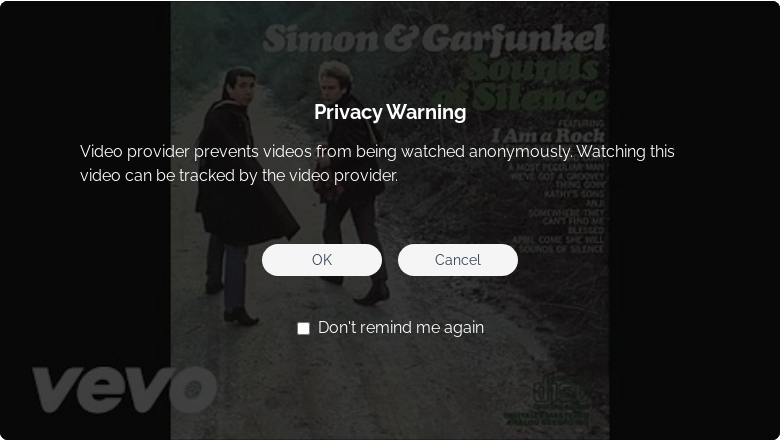 Simon & Garfunkel
Sounds
of Silence
Privacy Warning
FEATURING
I Am a Rock
Video provider prevents videos from being watched anonymously. Watching this
video can be tracked by the video provider.
A MOST PECULIAR MAN
WE'VE GOT A GROOVY
THING GOIN'
KATHY'S SONG
ANJI
SOMEWHERE THEY
CAN'T FIND ME
BLESSED
APRIL COME SHE WILL
SOUNDS OF SILENCE
OK
Cancel
Don't remind me again
vevo